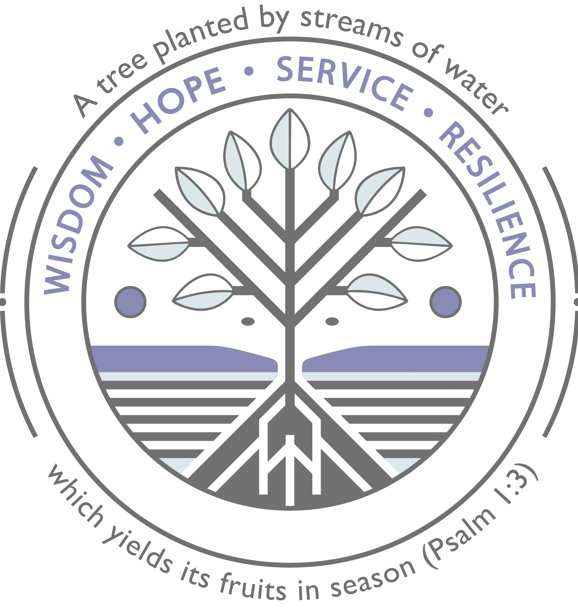 A tree planted by streams of water
WISDOM • HOPE • SERVICE • RESILIENCE
which yields its fruits in season (Psalm 1:3)